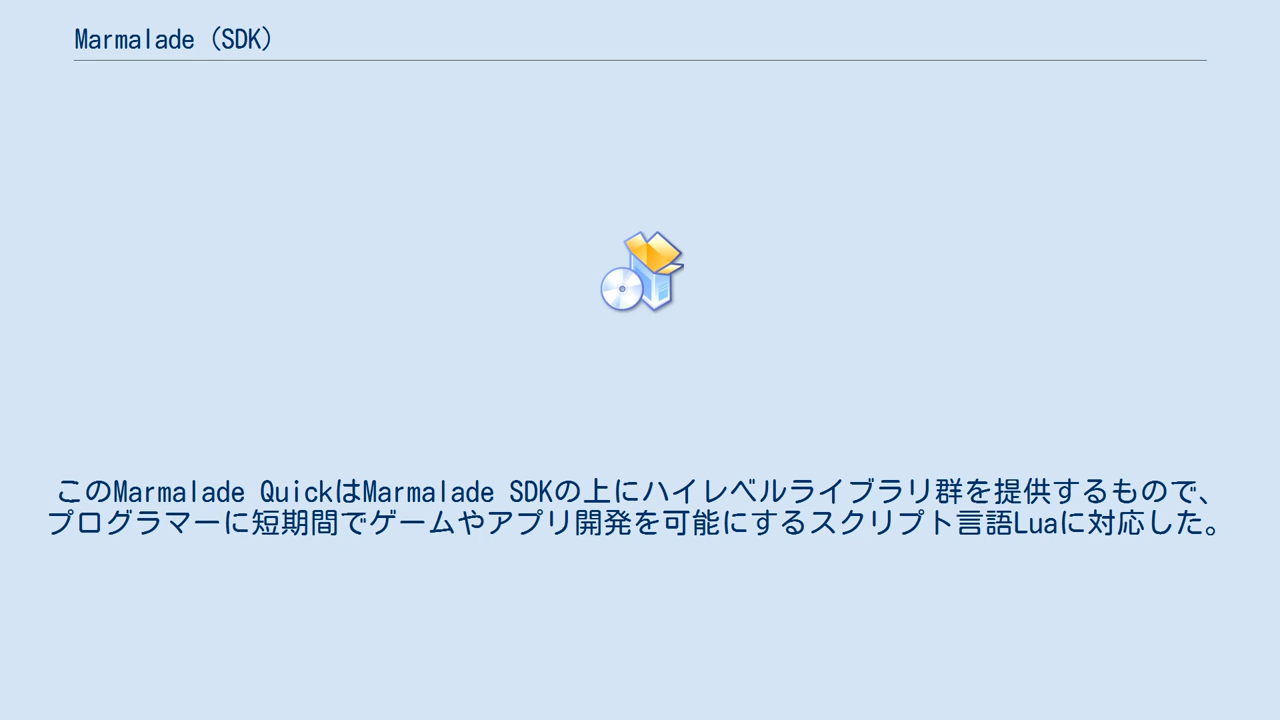 Marmalade (SDK)
このMarmalade QuickはMarmalade SDKの上にハイレベルライブラリ群を提供するもので、
プログラマーに短期間でゲームやアプリ開発を可能にするスクリプト言語Luaに対応した。